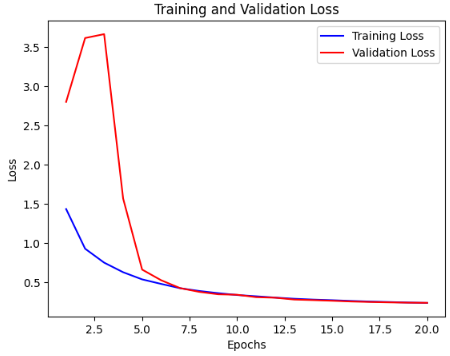 Training and Validation Loss
Training Loss
Validation Loss
3.5
3.0
2.5
2.0
1.5
1.0
0.5
Loss
2.5 5.0 7.5 10.0 12.5 15.0 17.5 20.0
Epochs